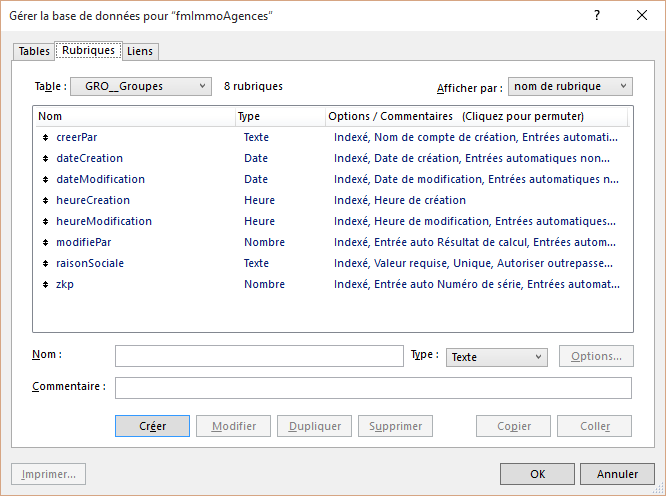 Gérer la base de données pour “fmImmoAgences”
Tables Rubriques Liens
Table : GRO__Groupes 8 rubriques Afficher par : nom de rubrique
Nom Type Options / Commentaires (Cliquez pour permuter)
creerPar Texte Indexé, Nom de compte de création, Entrées automati...
dateCreation Date Indexé, Date de création, Entrées automatiques non...
dateModification Date Indexé, Date de modification, Entrées automatiques n...
heureCreation Heure Indexé, Heure de création
heureModification Heure Indexé, Heure de modification, Entrées automatiques...
modifiePar Nombre Indexé, Entrée auto Résultat de calcul, Entrées autom...
raisonSociale Texte Indexé, Valeur requise, Unique, Autoriser outrepasse...
zkp Nombre Indexé, Entrée auto Numéro de série, Entrées automat...
Nom : Type : Texte Options...
Commentaire :
Créer Modifier Dupliquer Supprimer Copier Coller
Imprimer... OK Annuler